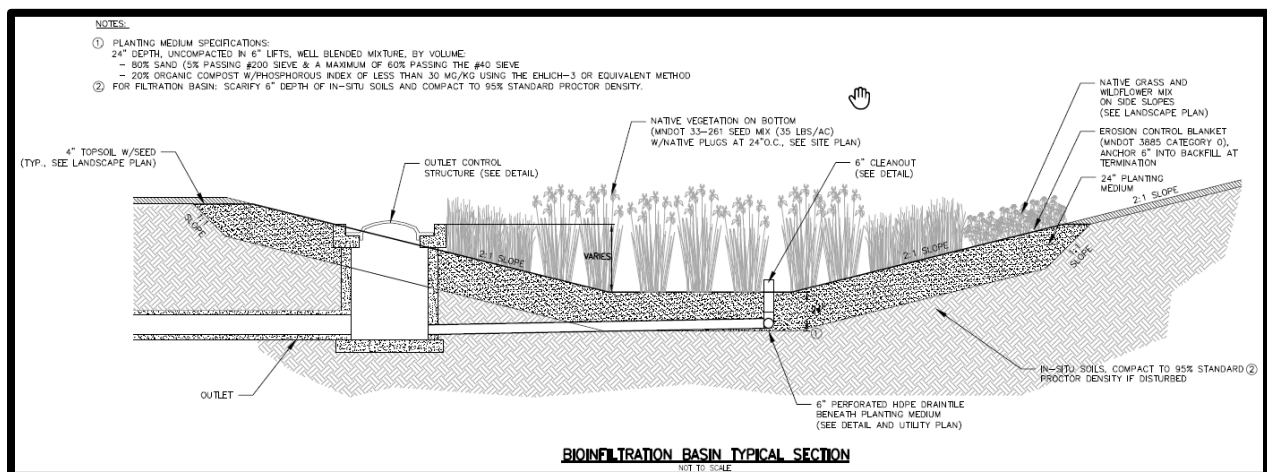 NOTES:
① PLANTING MEDIUM SPECIFICATIONS:
24" DEPTH, UNCOMPACTED IN 6" LIFTS, WELL BLENDED MIXTURE, BY VOLUME:
- 80% SAND (5% PASSING #200 SIEVE & A MAXIMUM OF 60% PASSING THE #40 SIEVE
- 20% ORGANIC COMPOST W/PHOSPHOROUS INDEX OF LESS THAN 30 MG/KG USING THE EHLICH-3 OR EQUIVALENT METHOD
② FOR FILTRATION BASIN: SCARIFY 6" DEPTH OF IN-SITU SOILS AND COMPACT TO 95% STANDARD PROCTOR DENSITY.
4" TOPSOIL W/SEED
(TYP., SEE LANDSCAPE PLAN)
OUTLET CONTROL
STRUCTURE (SEE DETAIL)
NATIVE VEGETATION ON BOTTOM
(MNDOT 33-261 SEED MIX (35 LBS/AC)
W/NATIVE PLUGS AT 24"O.C., SEE SITE PLAN)
6" CLEANOUT
(SEE DETAIL)
NATIVE GRASS AND
WILDFLOWER MIX
ON SIDE SLOPES
(SEE LANDSCAPE PLAN)
EROSION CONTROL BLANKET
(MNDOT 3885 CATEGORY 0),
ANCHOR 6" INTO BACKFILL AT
TERMINATION
24" PLANTING
MEDIUM
2:1 SLOPE
1:1
SLOPE
2:1 SLOPE
VARIES
2:1 SLOPE
1:1
SLOPE
①
OUTLET
IN-SITU SOILS, COMPACT TO 95% STANDARD ②
PROCTOR DENSITY IF DISTURBED
6" PERFORATED HDPE DRAINTILE
BENEATH PLANTING MEDIUM
(SEE DETAIL AND UTILITY PLAN)
BIOINFILTRATION BASIN TYPICAL SECTION
NOT TO SCALE